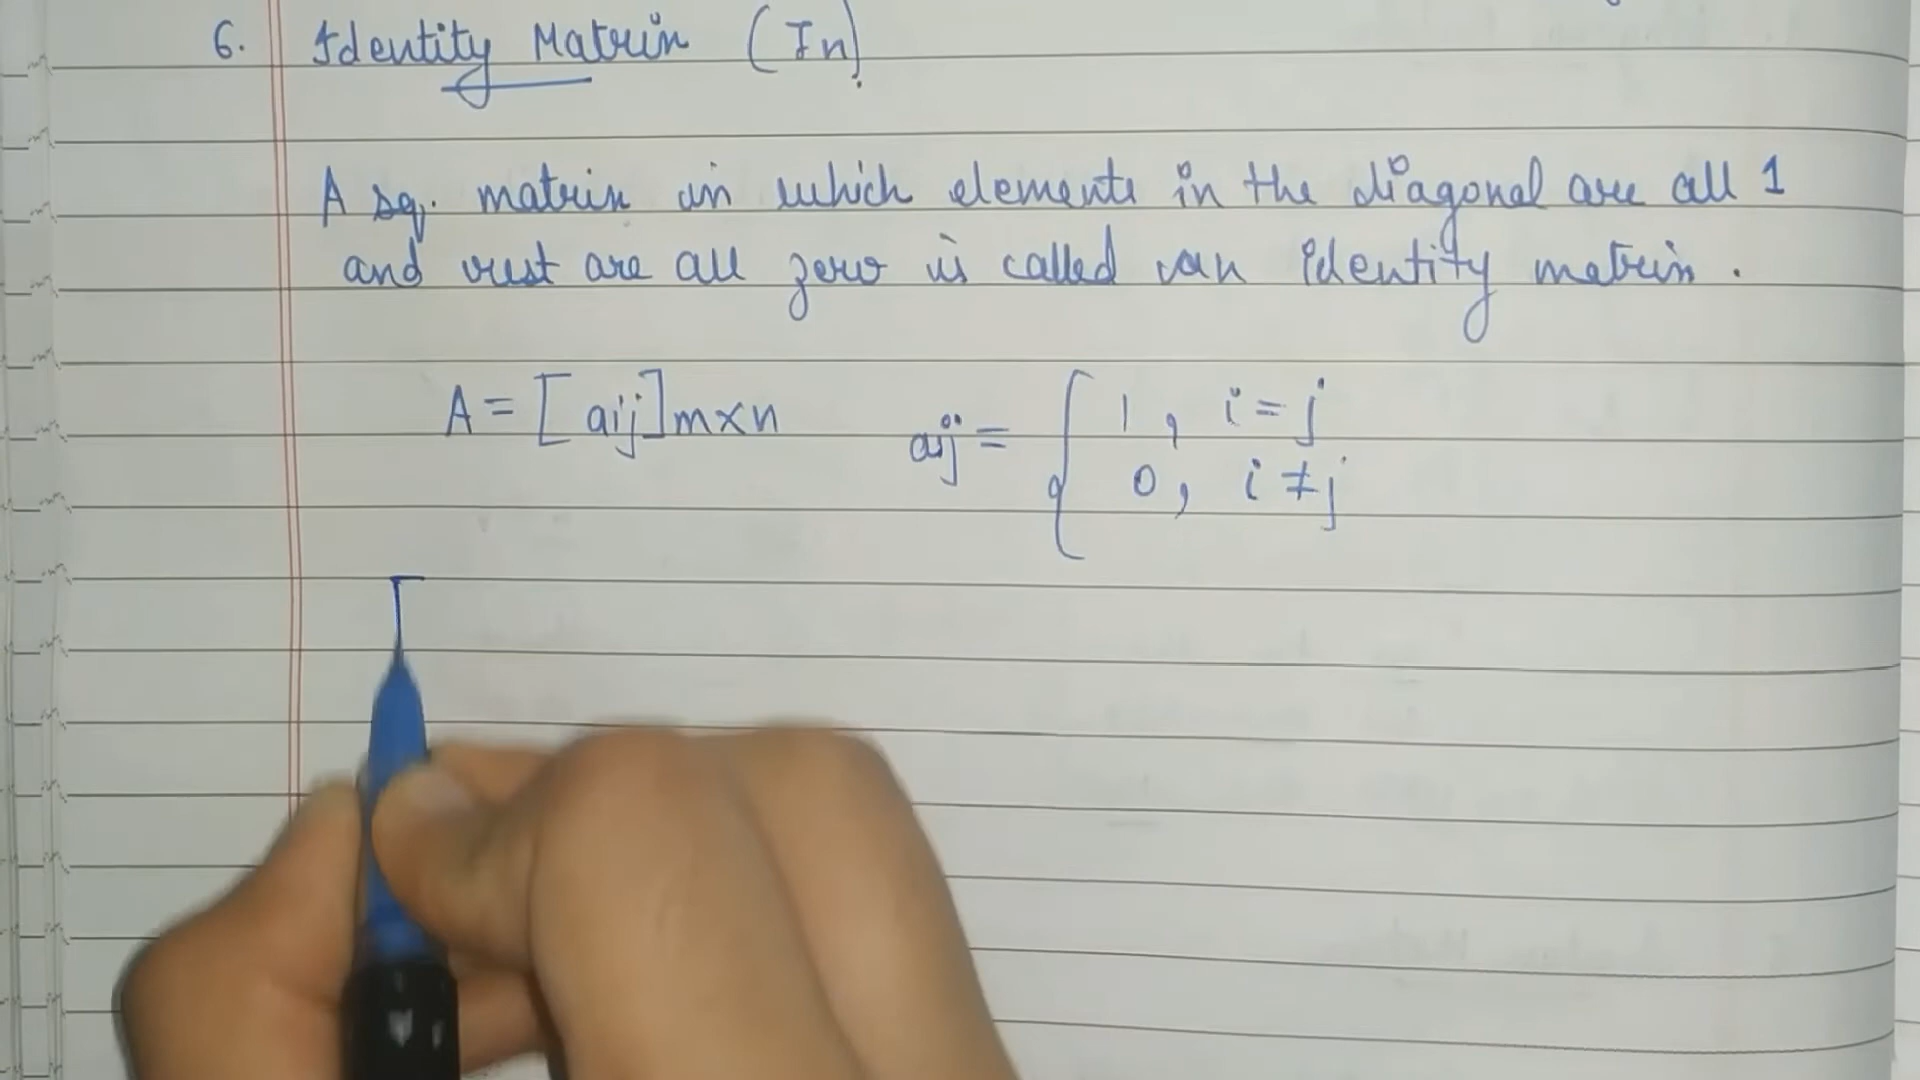 6. Identity Matrix (In)
A sq. matrix in which elements in the diagonal are all 1
and rest are all zero is called an identity matrix.
A = [aij]m×n aij = { 1, i = j
0, i ≠ j